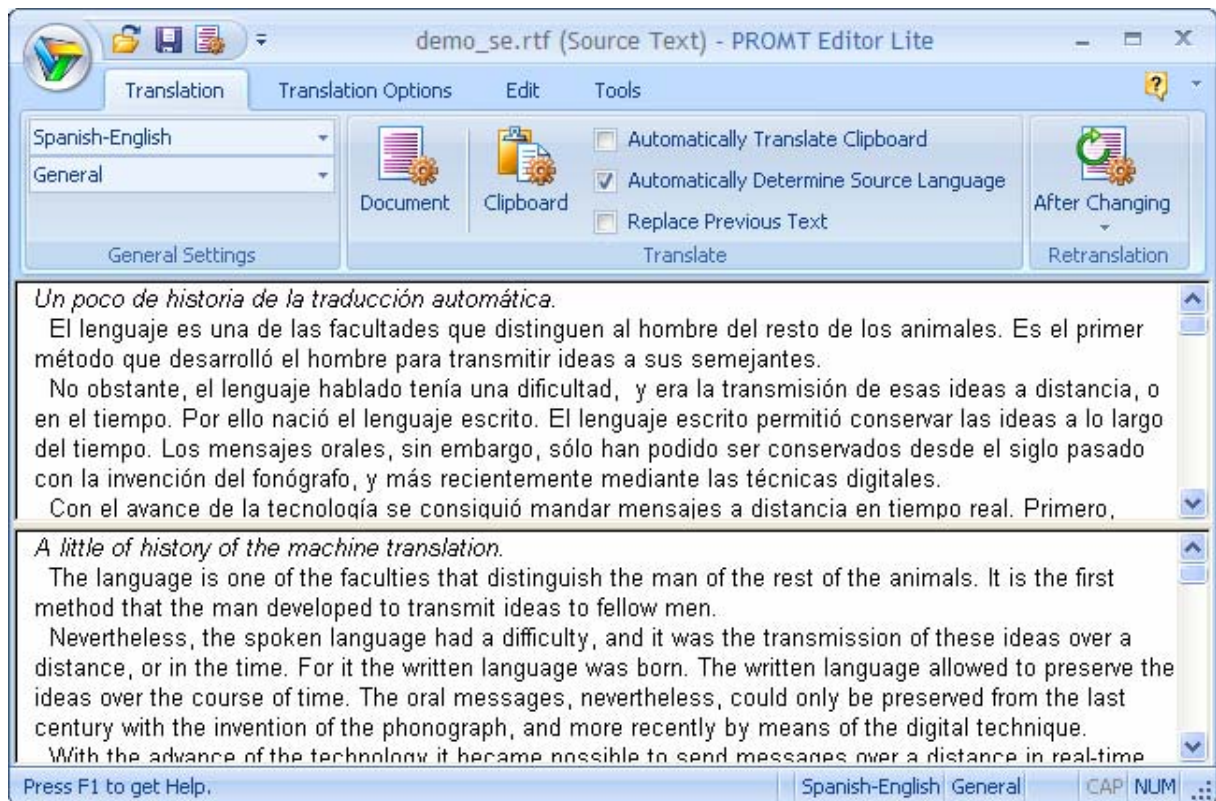 demo_se.rtf (Source Text) - PROMT Editor Lite
Translation Translation Options Edit Tools
Spanish-English
General
General Settings
Document
Clipboard
Automatically Translate Clipboard
Automatically Determine Source Language
Replace Previous Text
Translate
After Changing
Retranslation
Un poco de historia de la traducción automática.
El lenguaje es una de las facultades que distinguen al hombre del resto de los animales. Es el primer
método que desarrolló el hombre para transmitir ideas a sus semejantes.
No obstante, el lenguaje hablado tenía una dificultad, y era la transmisión de esas ideas a distancia, o
en el tiempo. Por ello nació el lenguaje escrito. El lenguaje escrito permitió conservar las ideas a lo largo
del tiempo. Los mensajes orales, sin embargo, sólo han podido ser conservados desde el siglo pasado
con la invención del fonógrafo, y más recientemente mediante las técnicas digitales.
Con el avance de la tecnología se consiguió mandar mensajes a distancia en tiempo real. Primero,
A little of history of the machine translation.
The language is one of the faculties that distinguish the man of the rest of the animals. It is the first
method that the man developed to transmit ideas to fellow men.
Nevertheless, the spoken language had a difficulty, and it was the transmission of these ideas over a
distance, or in the time. For it the written language was born. The written language allowed to preserve the
ideas over the course of time. The oral messages, nevertheless, could only be preserved from the last
century with the invention of the phonograph, and more recently by means of the digital technique.
With the advance of the technology it became possible to send messages over a distance in real-time
Press F1 to get Help. Spanish-English General CAP NUM